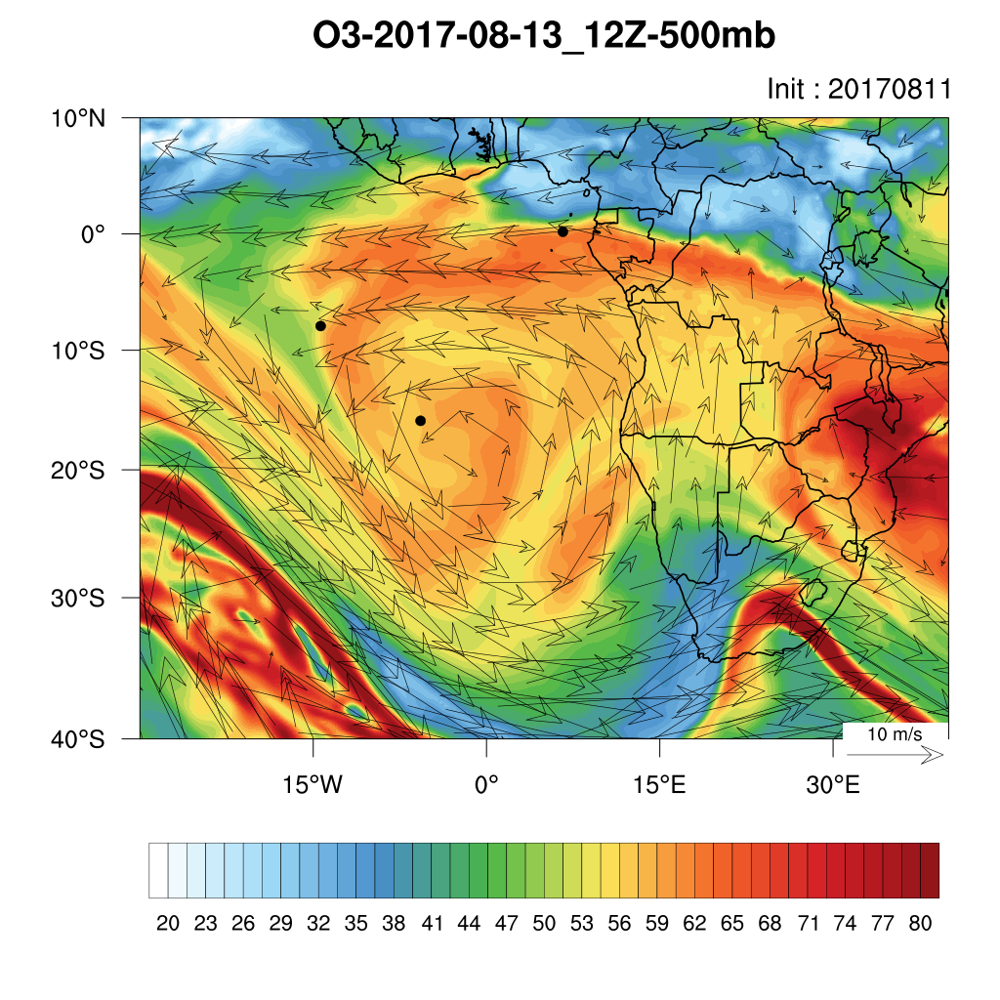 O3-2017-08-13_12Z-500mb
Init : 20170811
10°N
0°
10°S
20°S
30°S
40°S
10 m/s
15°W 0° 15°E 30°E
20 23 26 29 32 35 38 41 44 47 50 53 56 59 62 65 68 71 74 77 80